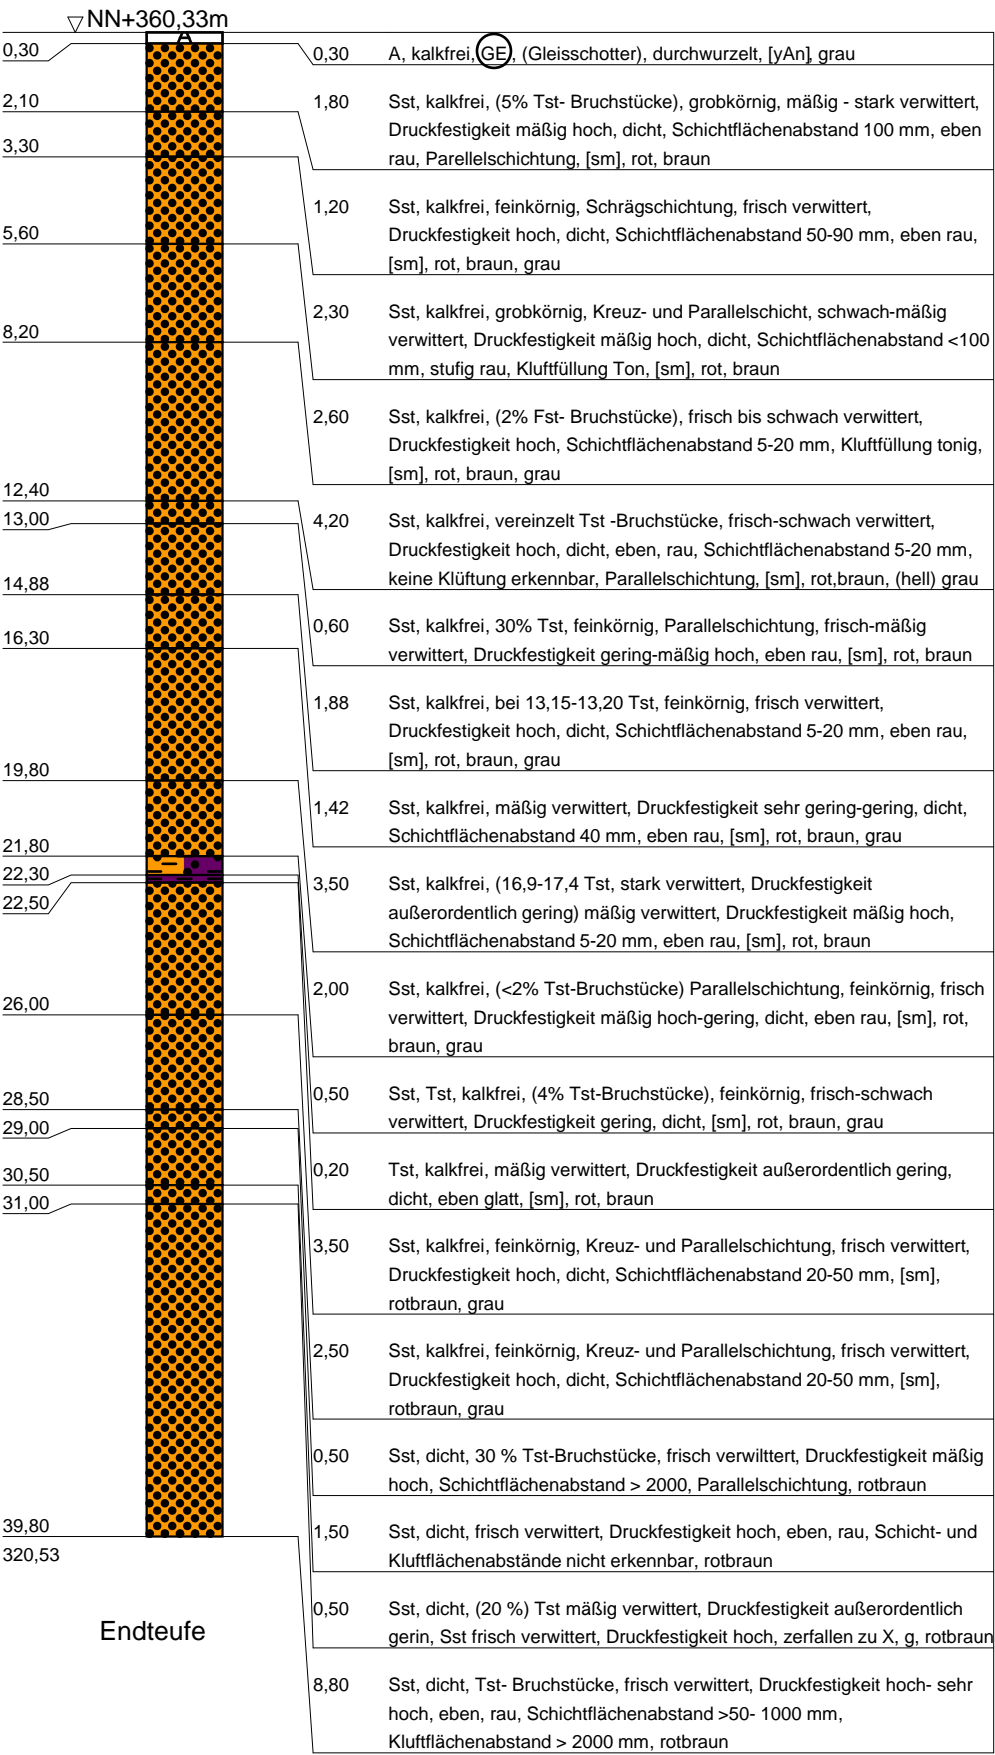 NN+360,33m
A
0,30
0,30 A, kalkfrei, GE, (Gleisschotter), durchwurzelt, [yAn], grau
2,10
1,80 Sst, kalkfrei, (5% Tst- Bruchstücke), grobkörnig, mäßig - stark verwittert,
Druckfestigkeit mäßig hoch, dicht, Schichtflächenabstand 100 mm, eben
rau, Parellelschichtung, [sm], rot, braun
3,30
1,20 Sst, kalkfrei, feinkörnig, Schrägschichtung, frisch verwittert,
Druckfestigkeit hoch, dicht, Schichtflächenabstand 50-90 mm, eben rau,
[sm], rot, braun, grau
5,60
2,30 Sst, kalkfrei, grobkörnig, Kreuz- und Parallelschicht, schwach-mäßig
verwittert, Druckfestigkeit mäßig hoch, dicht, Schichtflächenabstand <100
mm, stufig rau, Kluftfüllung Ton, [sm], rot, braun
8,20
2,60 Sst, kalkfrei, (2% Fst- Bruchstücke), frisch bis schwach verwittert,
Druckfestigkeit hoch, Schichtflächenabstand 5-20 mm, Kluftfüllung tonig,
[sm], rot, braun, grau
12,40
4,20 Sst, kalkfrei, vereinzelt Tst -Bruchstücke, frisch-schwach verwittert,
Druckfestigkeit hoch, dicht, eben, rau, Schichtflächenabstand 5-20 mm,
keine Klüftung erkennbar, Parallelschichtung, [sm], rot,braun, (hell) grau
13,00
0,60 Sst, kalkfrei, 30% Tst, feinkörnig, Parallelschichtung, frisch-mäßig
verwittert, Druckfestigkeit gering-mäßig hoch, eben rau, [sm], rot, braun
14,88
1,88 Sst, kalkfrei, bei 13,15-13,20 Tst, feinkörnig, frisch verwittert,
Druckfestigkeit hoch, dicht, Schichtflächenabstand 5-20 mm, eben rau,
[sm], rot, braun, grau
16,30
1,42 Sst, kalkfrei, mäßig verwittert, Druckfestigkeit sehr gering-gering, dicht,
Schichtflächenabstand 40 mm, eben rau, [sm], rot, braun, grau
19,80
3,50 Sst, kalkfrei, (16,9-17,4 Tst, stark verwittert, Druckfestigkeit
außerordentlich gering) mäßig verwittert, Druckfestigkeit mäßig hoch,
Schichtflächenabstand 5-20 mm, eben rau, [sm], rot, braun
21,80
2,00 Sst, kalkfrei, (<2% Tst-Bruchstücke) Parallelschichtung, feinkörnig, frisch
verwittert, Druckfestigkeit mäßig hoch-gering, dicht, eben rau, [sm], rot,
braun, grau
22,30
0,50 Sst, Tst, kalkfrei, (4% Tst-Bruchstücke), feinkörnig, frisch-schwach
verwittert, Druckfestigkeit gering, dicht, [sm], rot, braun, grau
22,50
0,20 Tst, kalkfrei, mäßig verwittert, Druckfestigkeit außerordentlich gering,
dicht, eben glatt, [sm], rot, braun
26,00
3,50 Sst, kalkfrei, feinkörnig, Kreuz- und Parallelschichtung, frisch verwittert,
Druckfestigkeit hoch, dicht, Schichtflächenabstand 20-50 mm, [sm],
rotbraun, grau
28,50
2,50 Sst, kalkfrei, feinkörnig, Kreuz- und Parallelschichtung, frisch verwittert,
Druckfestigkeit hoch, dicht, Schichtflächenabstand 20-50 mm, [sm],
rotbraun, grau
29,00
0,50 Sst, dicht, 30 % Tst-Bruchstücke, frisch verwilttert, Druckfestigkeit mäßig
hoch, Schichtflächenabstand > 2000, Parallelschichtung, rotbraun
30,50
1,50 Sst, dicht, frisch verwittert, Druckfestigkeit hoch, eben, rau, Schicht- und
Kluftflächenabstände nicht erkennbar, rotbraun
31,00
0,50 Sst, dicht, (20 %) Tst mäßig verwittert, Druckfestigkeit außerordentlich
gerin, Sst frisch verwittert, Druckfestigkeit hoch, zerfallen zu X, g, rotbraun
39,80
320,53
8,80 Sst, dicht, Tst- Bruchstücke, frisch verwittert, Druckfestigkeit hoch- sehr
hoch, eben, rau, Schichtflächenabstand >50- 1000 mm,
Kluftflächenabstand > 2000 mm, rotbraun
Endteufe